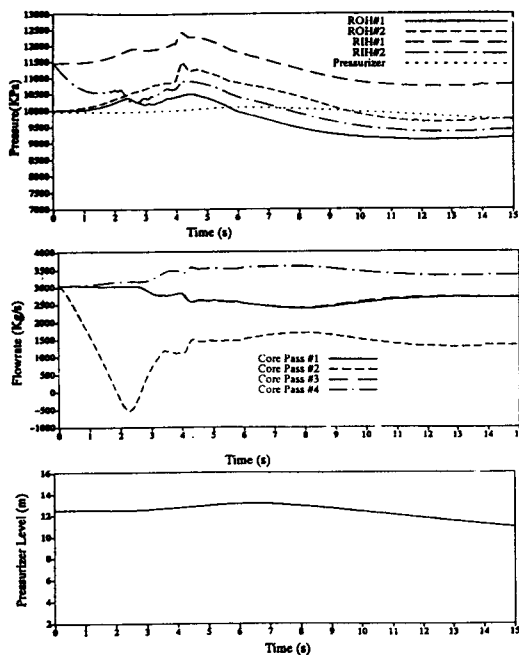 13000
12000
11000
10000
9000
8000
7000
Pressure(KPa)
ROH#1
ROH#2
RIH#1
RIH#2
Pressurizer
0 1 2 3 4 5 6 7 8 9 10 11 12 13 14 15
Time (s)
4000
3000
2500
2000
1500
1000
500
0
-500
-1000
Flowrate (Kg/s)
Core Pass #1
Core Pass #2
Core Pass #3
Core Pass #4
0 1 2 3 4 5 6 7 8 9 10 11 12 13 14 15
Time (s)
16
14
12
10
8
6
4
2
Pressurizer Level (m)
0 1 2 3 4 5 6 7 8 9 10 11 12 13 14 15
Time (s)